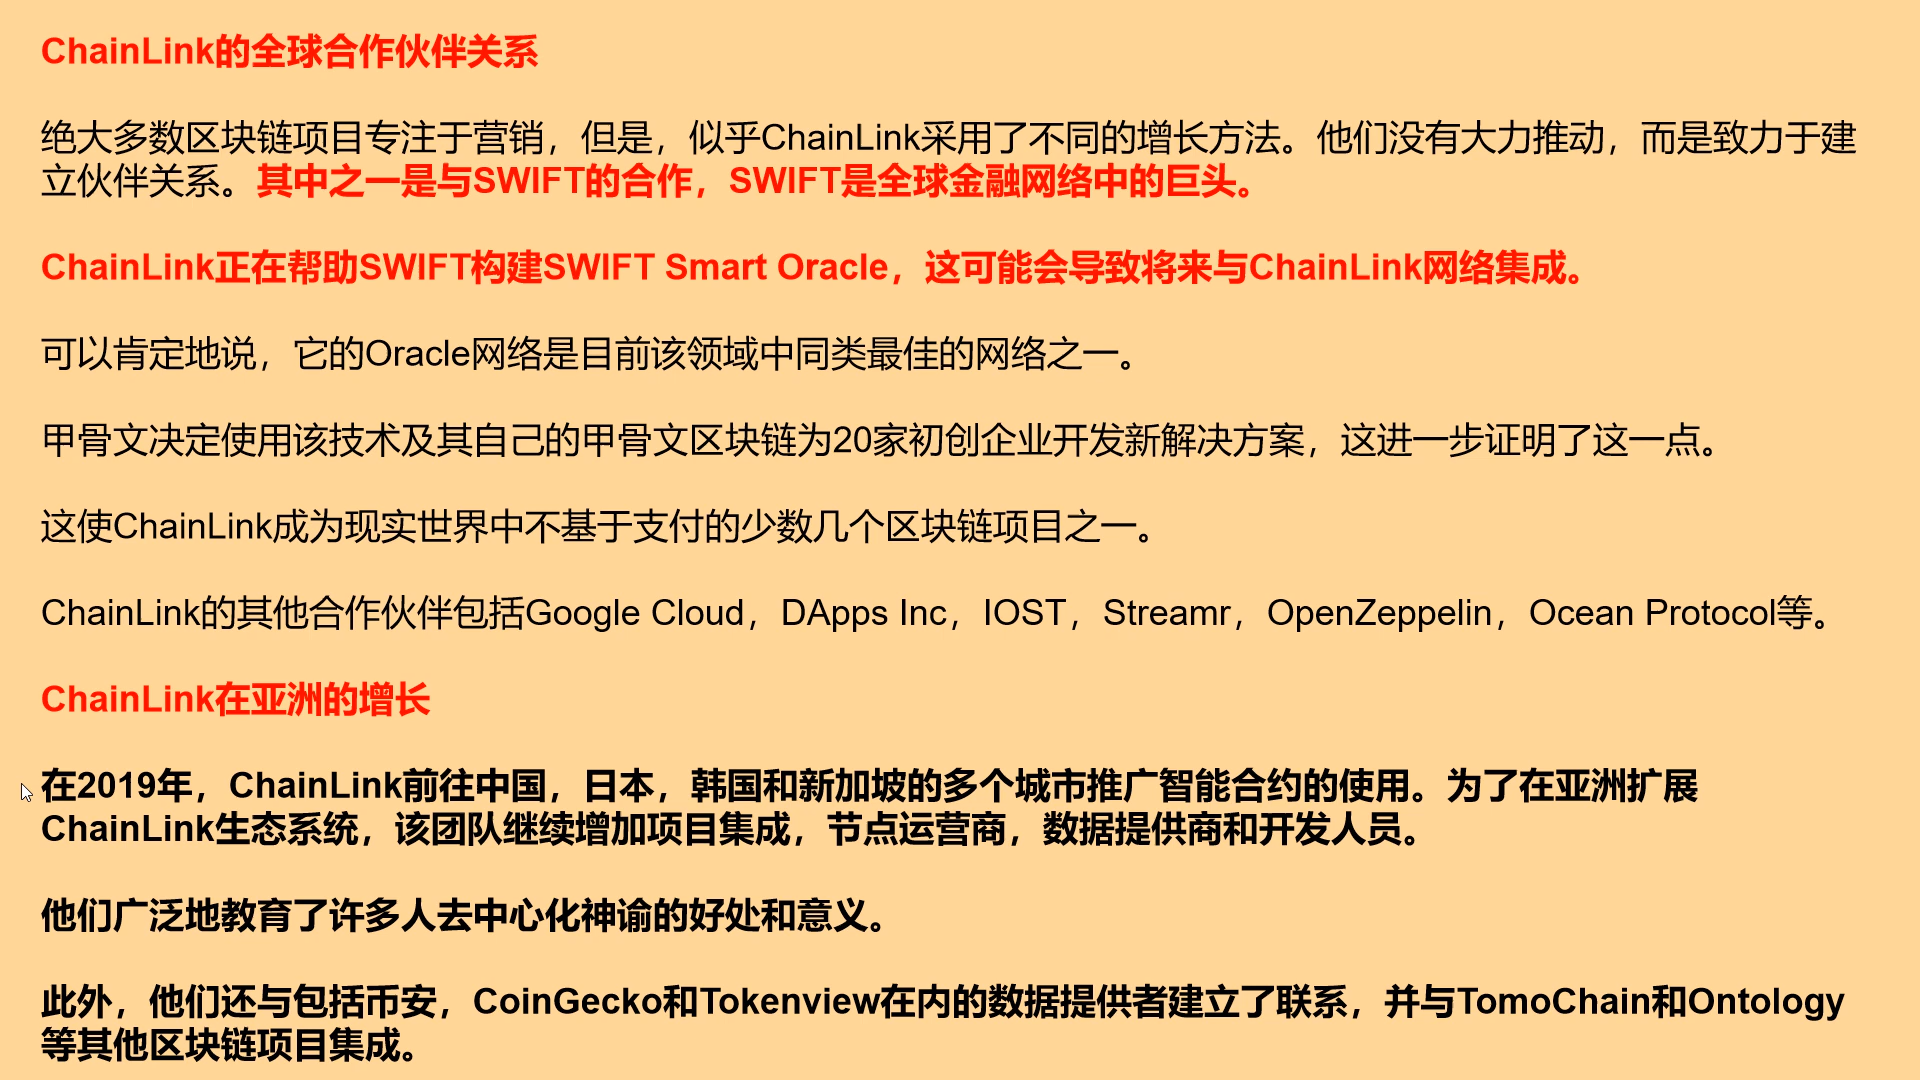 ChainLink的全球合作伙伴关系
绝大多数区块链项目专注于营销，但是，似乎ChainLink采用了不同的增长方法。他们没有大力推动，而是致力于建
立伙伴关系。其中之一是与SWIFT的合作，SWIFT是全球金融网络中的巨头。
ChainLink正在帮助SWIFT构建SWIFT Smart Oracle，这可能会导致将来与ChainLink网络集成。
可以肯定地说，它的Oracle网络是目前该领域中同类最佳的网络之一。
甲骨文决定使用该技术及其自己的甲骨文区块链为20家初创企业开发新解决方案，这进一步证明了这一点。
这使ChainLink成为现实世界中不基于支付的少数几个区块链项目之一。
ChainLink的其他合作伙伴包括Google Cloud，DApps Inc，IOST，Streamr，OpenZeppelin，Ocean Protocol等。
ChainLink在亚洲的增长
在2019年，ChainLink前往中国，日本，韩国和新加坡的多个城市推广智能合约的使用。为了在亚洲扩展
ChainLink生态系统，该团队继续增加项目集成，节点运营商，数据提供商和开发人员。
他们广泛地教育了许多人去中心化神谕的好处和意义。
此外，他们还与包括币安，CoinGecko和Tokenview在内的数据提供者建立了联系，并与TomoChain和Ontology
等其他区块链项目集成。